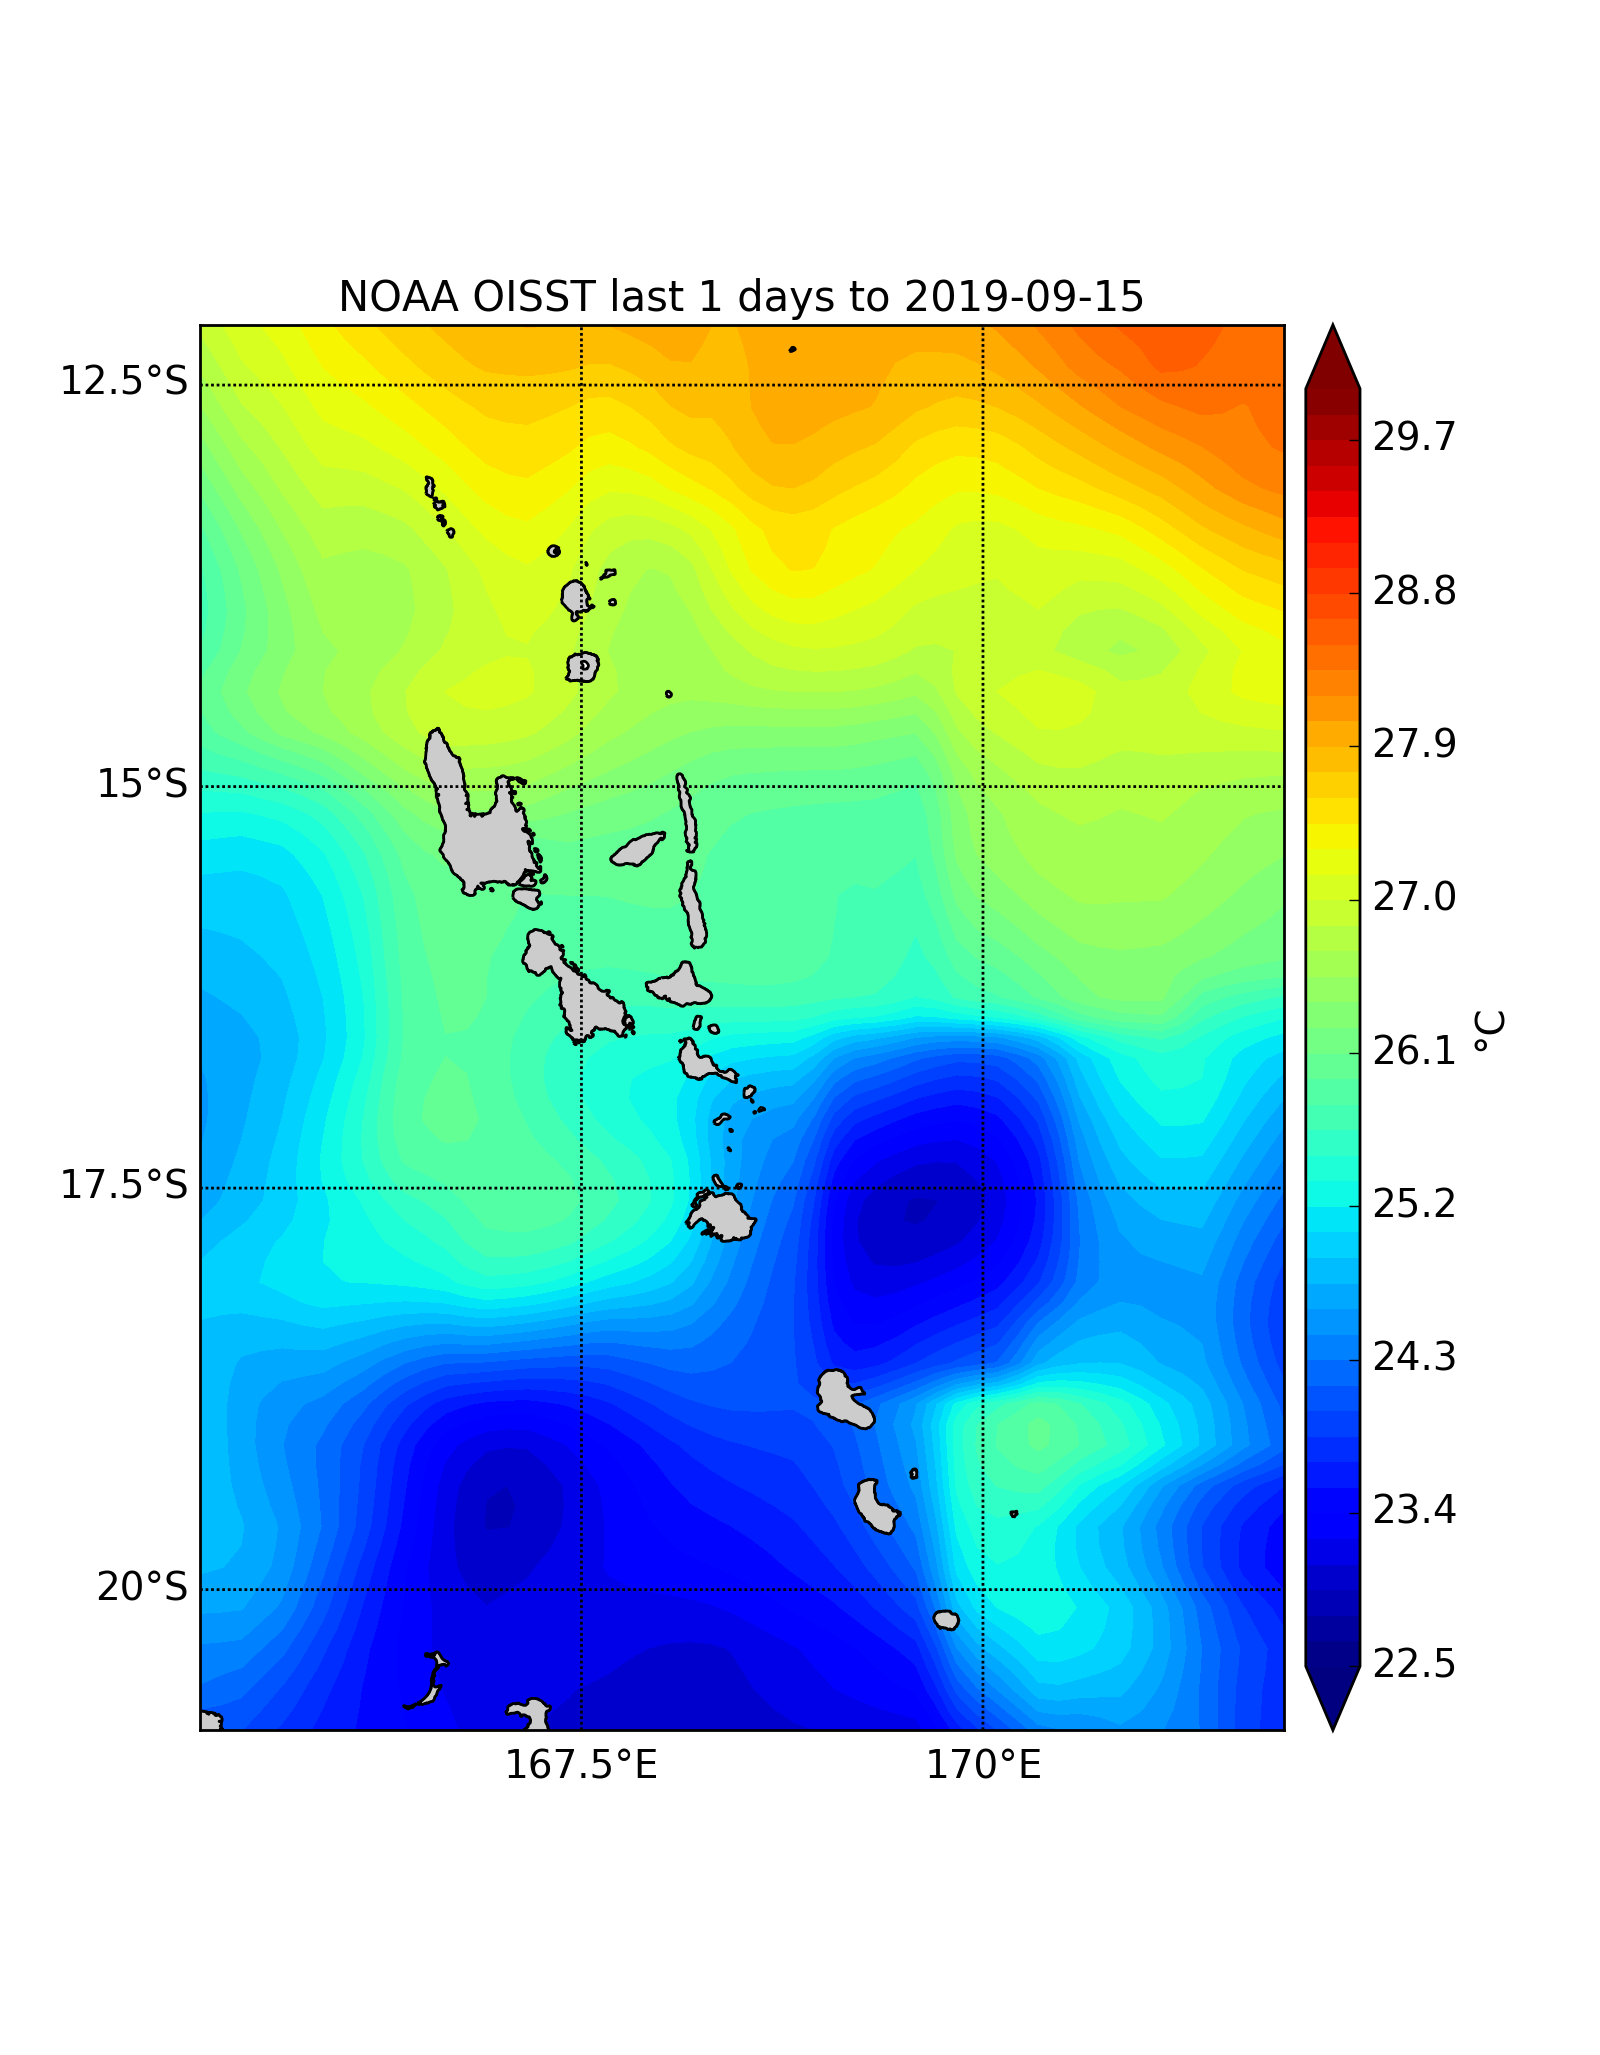 NOAA OISST last 1 days to 2019-09-15
12.5°S
15°S
17.5°S
20°S
167.5°E
170°E
29.7
28.8
27.9
27.0
26.1
25.2
24.3
23.4
22.5
°C